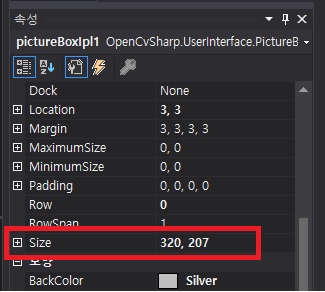 속성
pictureBoxIpl1 OpenCvSharp.UserInterface.PictureB
Dock None
Location 3, 3
Margin 3, 3, 3, 3
MaximumSize 0, 0
MinimumSize 0, 0
Padding 0, 0, 0, 0
Row 0
RowSpan 1
Size 320, 207
모양
BackColor Silver